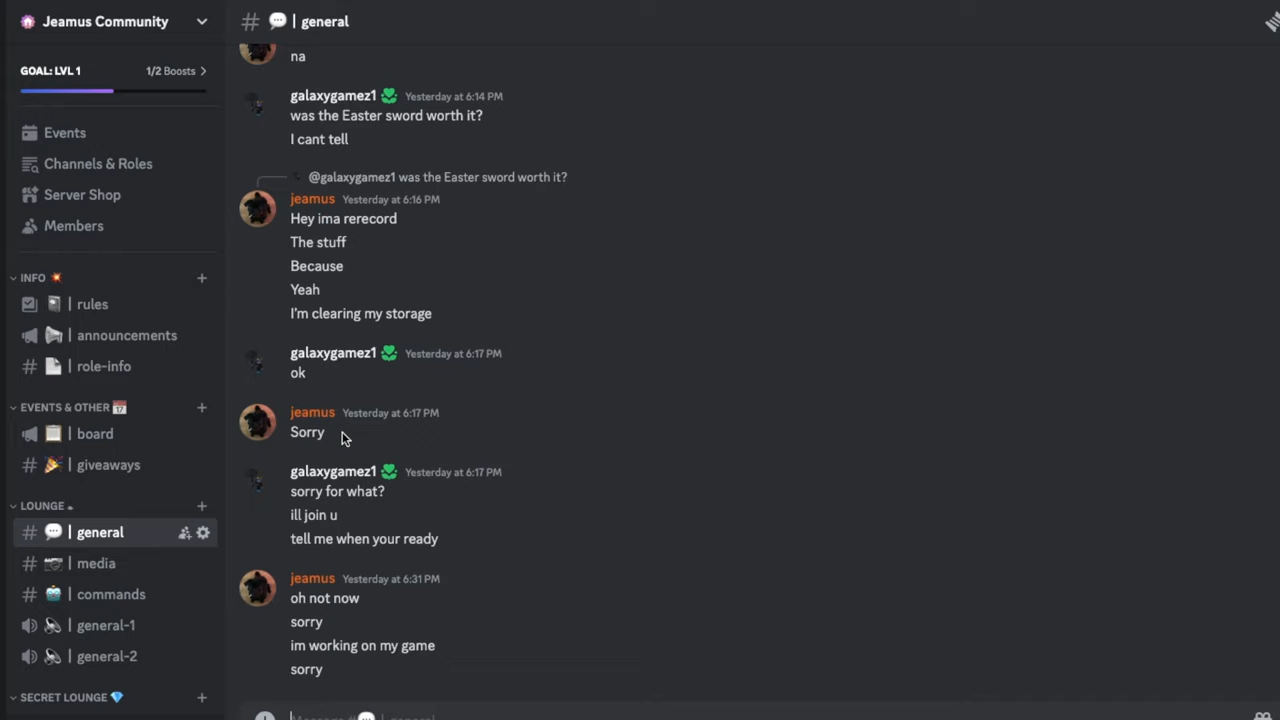 Jeamus Community
GOAL: LVL 1
1/2 Boosts
Events
Channels & Roles
Server Shop
Members
INFO
| rules
| announcements
| role-info
EVENTS & OTHER
| board
| giveaways
LOUNGE
# | general
| media
| commands
| general-1
| general-2
SECRET LOUNGE
# | general
na
galaxygamez1 Yesterday at 6:14 PM
was the Easter sword worth it?
I cant tell
@galaxygamez1 was the Easter sword worth it?
jeamus Yesterday at 6:16 PM
Hey ima rerecord
The stuff
Because
Yeah
I'm clearing my storage
galaxygamez1 Yesterday at 6:17 PM
ok
jeamus Yesterday at 6:17 PM
Sorry
galaxygamez1 Yesterday at 6:17 PM
sorry for what?
ill join u
tell me when your ready
jeamus Yesterday at 6:31 PM
oh not now
sorry
im working on my game
sorry